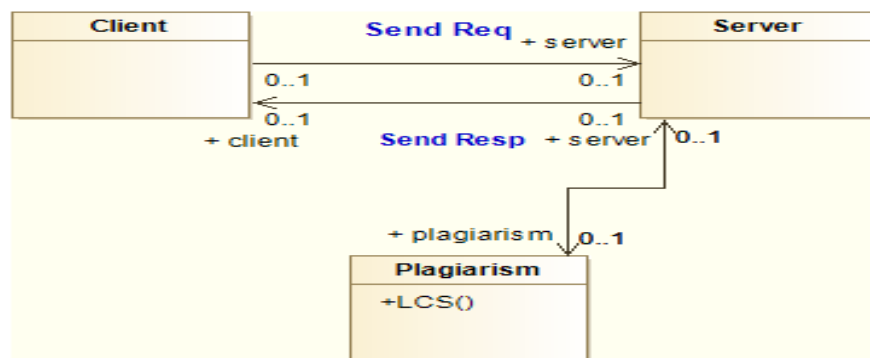 Client
Send Req
+ server
Server
0..1
0..1
0..1
0..1
+ client
Send Resp
+ server
0..1
+ plagiarism
0..1
Plagiarism
+LCS()